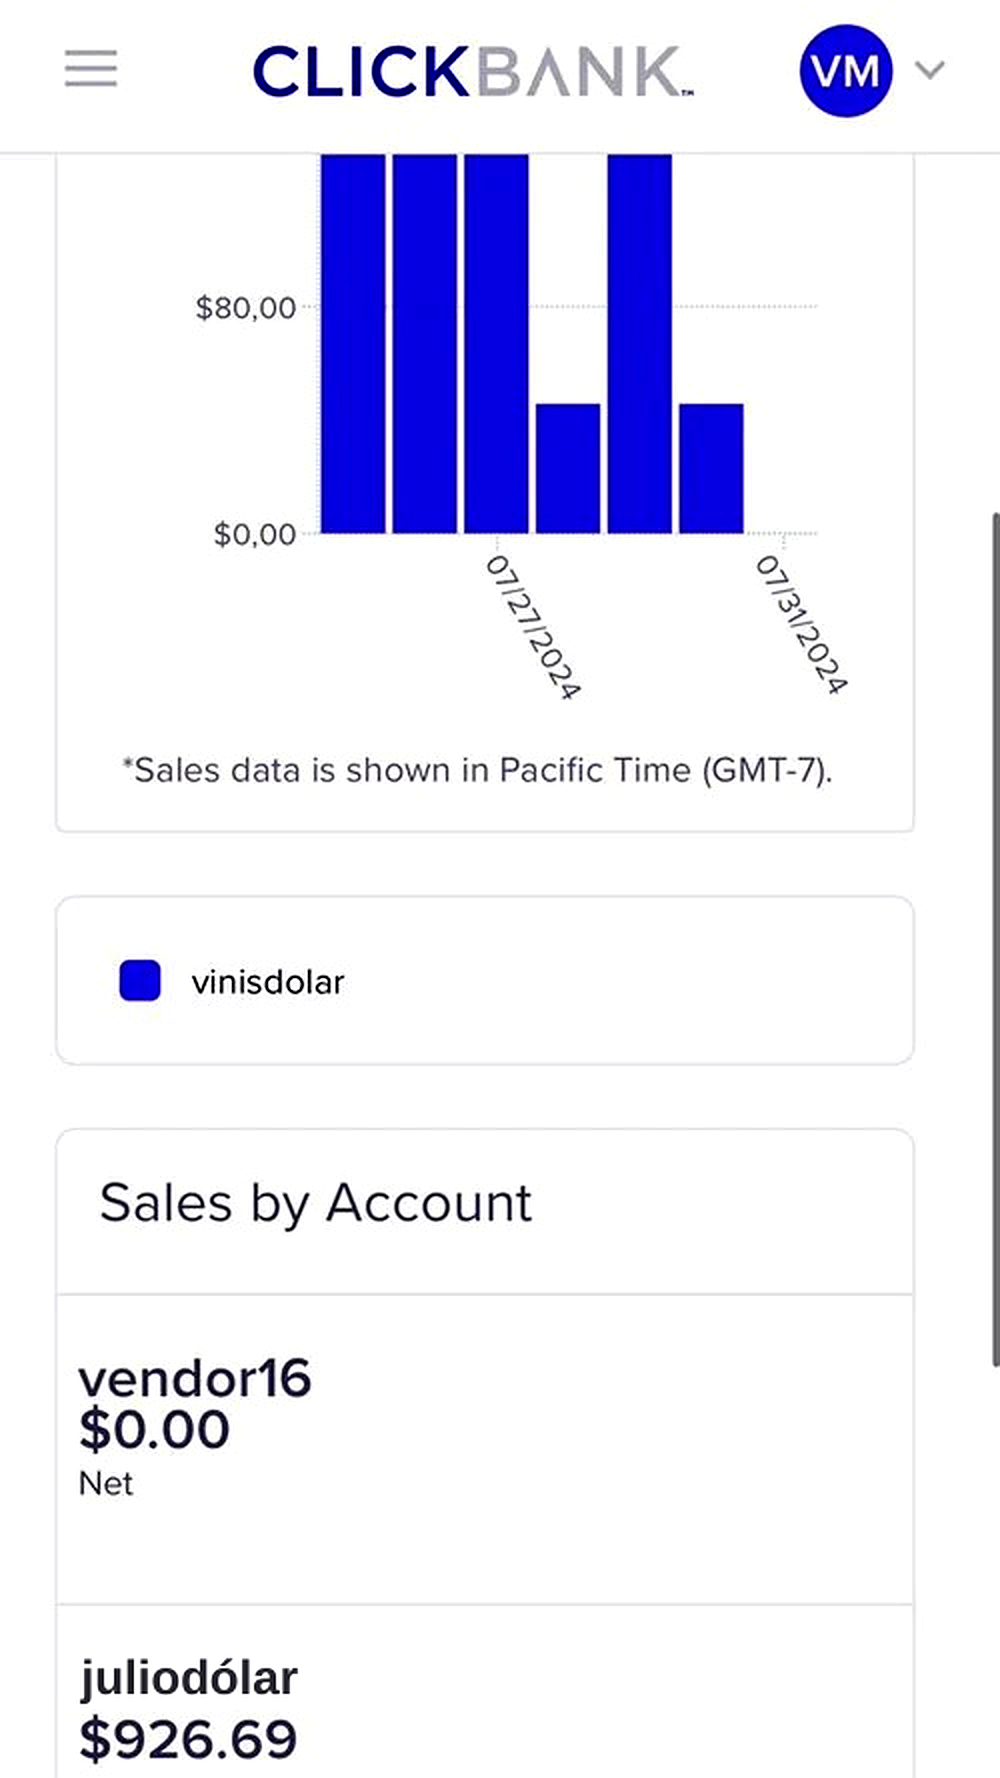 CLICKBANK™
VM
$80,00
$0,00
07/27/2024
07/31/2024
*Sales data is shown in Pacific Time (GMT-7).
vinisdolar
Sales by Account
vendor16
$0.00
Net
juliodólar
$926.69